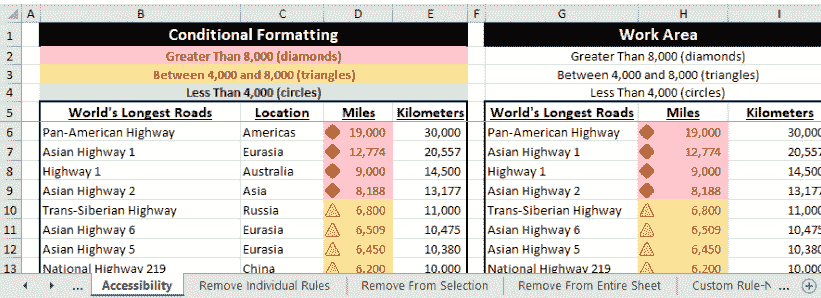 A B C D E F G H I
1 Conditional Formatting Work Area
2 Greater Than 8,000 (diamonds) Greater Than 8,000 (diamonds)
3 Between 4,000 and 8,000 (triangles) Between 4,000 and 8,000 (triangles)
4 Less Than 4,000 (circles) Less Than 4,000 (circles)
5 World's Longest Roads Location Miles Kilometers World's Longest Roads Miles Kilometers
6 Pan-American Highway Americas 19,000 30,000 Pan-American Highway 19,000 30,000
7 Asian Highway 1 Eurasia 12,774 20,557 Asian Highway 1 12,774 20,557
8 Highway 1 Australia 9,000 14,500 Highway 1 9,000 14,500
9 Asian Highway 2 Asia 8,188 13,177 Asian Highway 2 8,188 13,177
10 Trans-Siberian Highway Russia 6,800 11,000 Trans-Siberian Highway 6,800 11,000
11 Asian Highway 6 Eurasia 6,509 10,475 Asian Highway 6 6,509 10,475
12 Asian Highway 5 Eurasia 6,450 10,380 Asian Highway 5 6,450 10,380
13 National Highway 219 China 6,200 10,000 National Highway 219 6,200 10,000
... Accessibility Remove Individual Rules Remove From Selection Remove From Entire Sheet Custom Rule-N ...